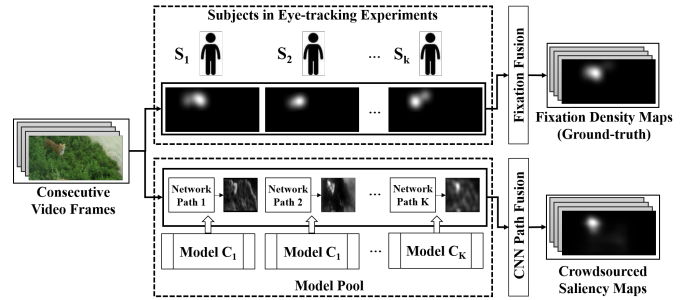 Subjects in Eye-tracking Experiments
S1
S2
...
Sk
...
Fixation Fusion
Fixation Density Maps
(Ground-truth)
Consecutive
Video Frames
Network
Path 1
Network
Path 2
...
Network
Path K
Model C1
Model C1
...
Model CK
Model Pool
CNN Path Fusion
Crowdsourced
Saliency Maps